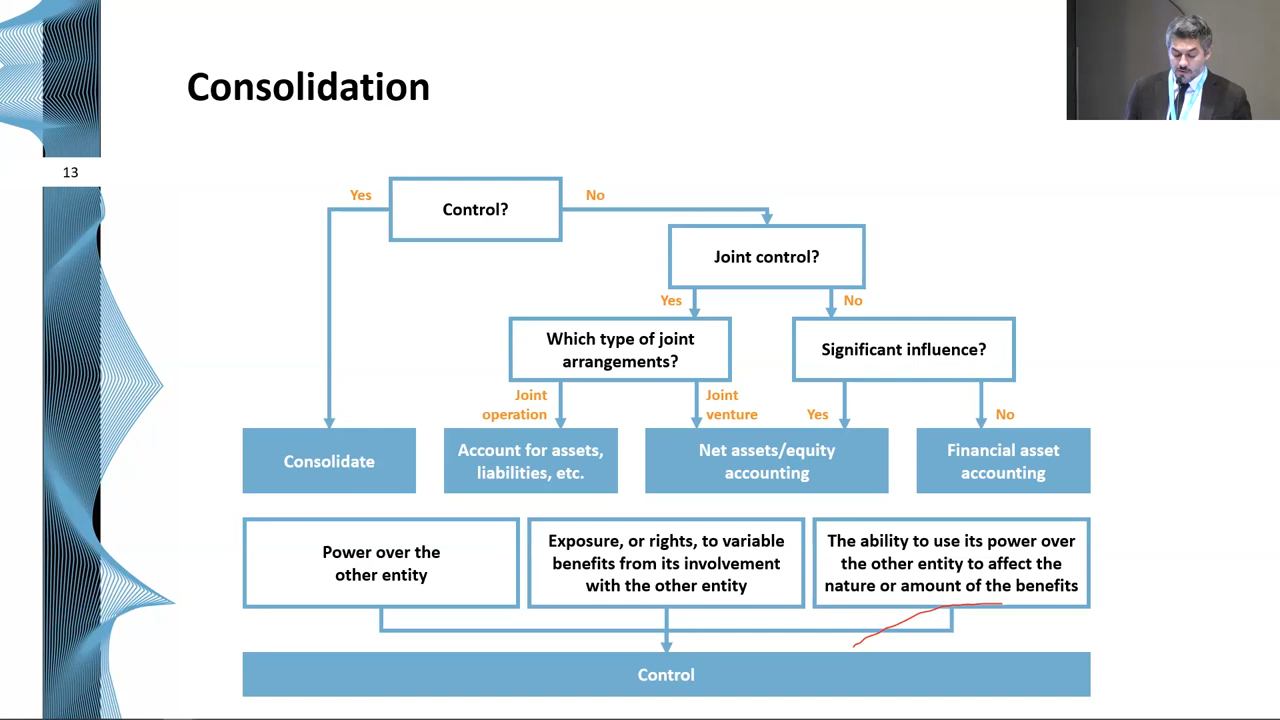 Consolidation
13
Yes
Control?
No
Joint control?
Yes
No
Which type of joint
arrangements?
Significant influence?
Joint
operation
Joint
venture
Yes
No
Consolidate
Account for assets,
liabilities, etc.
Net assets/equity
accounting
Financial asset
accounting
Power over the
other entity
Exposure, or rights, to variable
benefits from its involvement
with the other entity
The ability to use its power over
the other entity to affect the
nature or amount of the benefits
Control